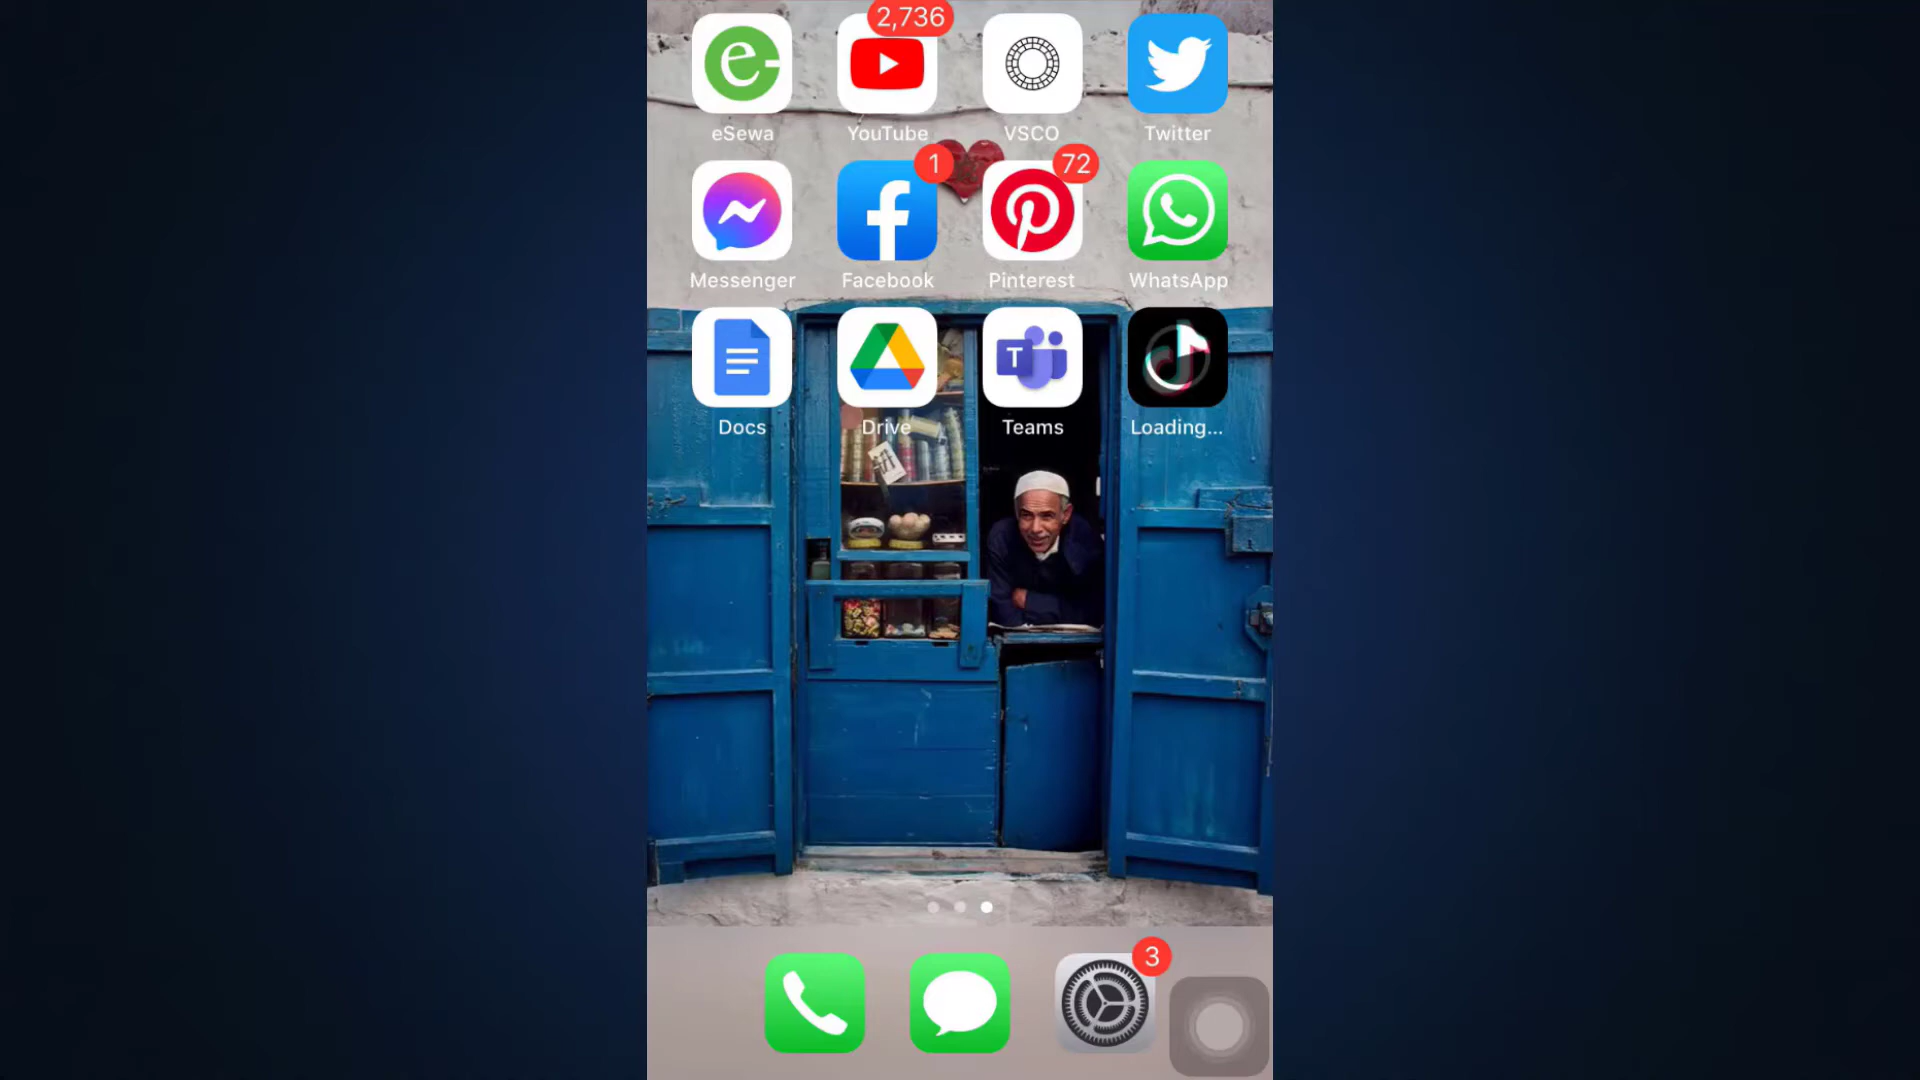 2,736
eSewa YouTube VSCO Twitter
1 72
Messenger Facebook Pinterest WhatsApp
T
Docs Drive Teams Loading...
3